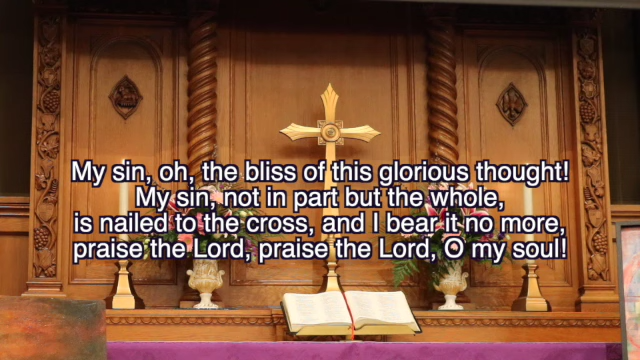 My sin, oh, the bliss of this glorious thought!
My sin, not in part but the whole,
is nailed to the cross, and I bear it no more,
praise the Lord, praise the Lord, O my soul!